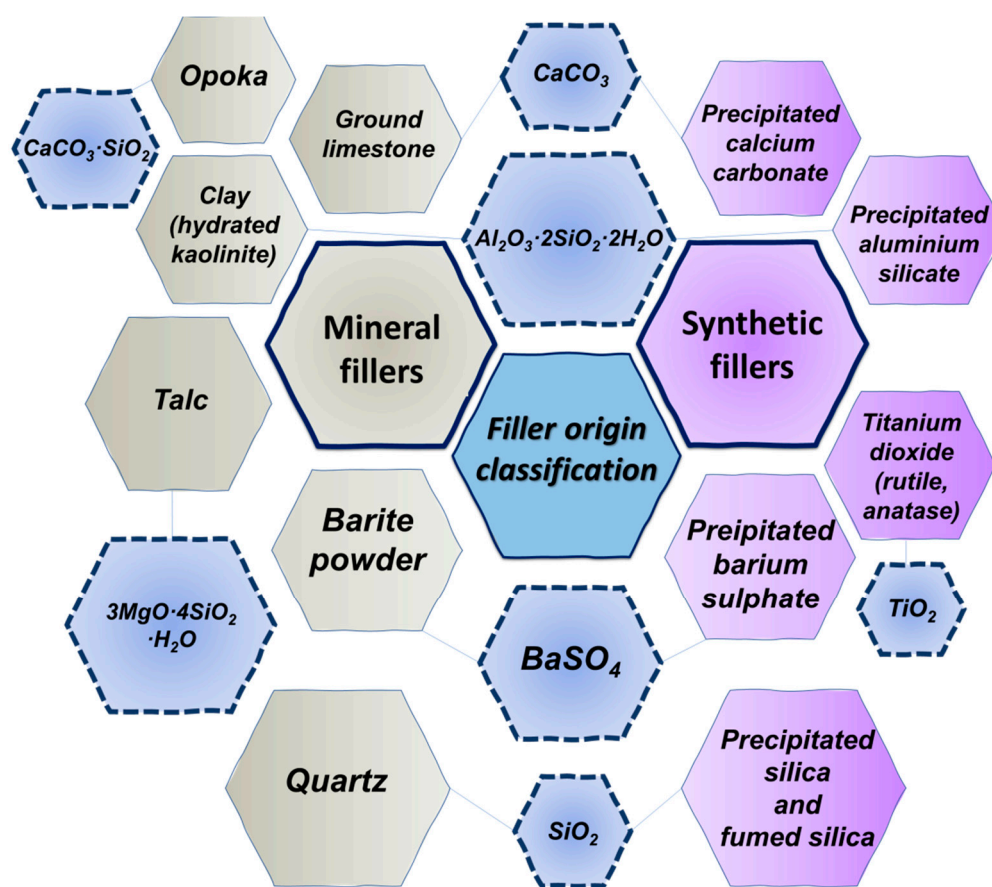 Opoka
CaCO₃·SiO₂
Clay
(hydrated
kaolinite)
Ground
limestone
CaCO₃
Precipitated
calcium
carbonate
Al₂O₃·2SiO₂·2H₂O
Precipitated
aluminium
silicate
Mineral
fillers
Synthetic
fillers
Filler origin
classification
Talc
3MgO·4SiO₂
·H₂O
Barite
powder
BaSO₄
Preipitated
barium
sulphate
Titanium
dioxide
(rutile,
anatase)
TiO₂
Quartz
SiO₂
Precipitated
silica
and
fumed silica